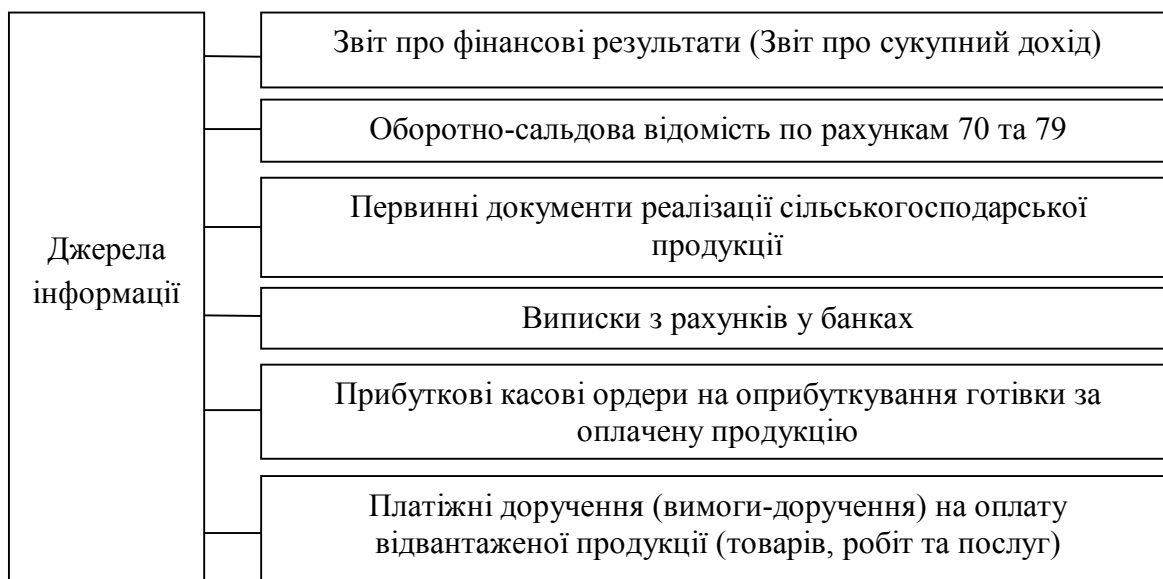 Джерела
інформації
Звіт про фінансові результати (Звіт про сукупний дохід)
Оборотно-сальдова відомість по рахункам 70 та 79
Первинні документи реалізації сільськогосподарської
продукції
Виписки з рахунків у банках
Прибуткові касові ордери на оприбуткування готівки за
оплачену продукцію
Платіжні доручення (вимоги-доручення) на оплату
відвантаженої продукції (товарів, робіт та послуг)